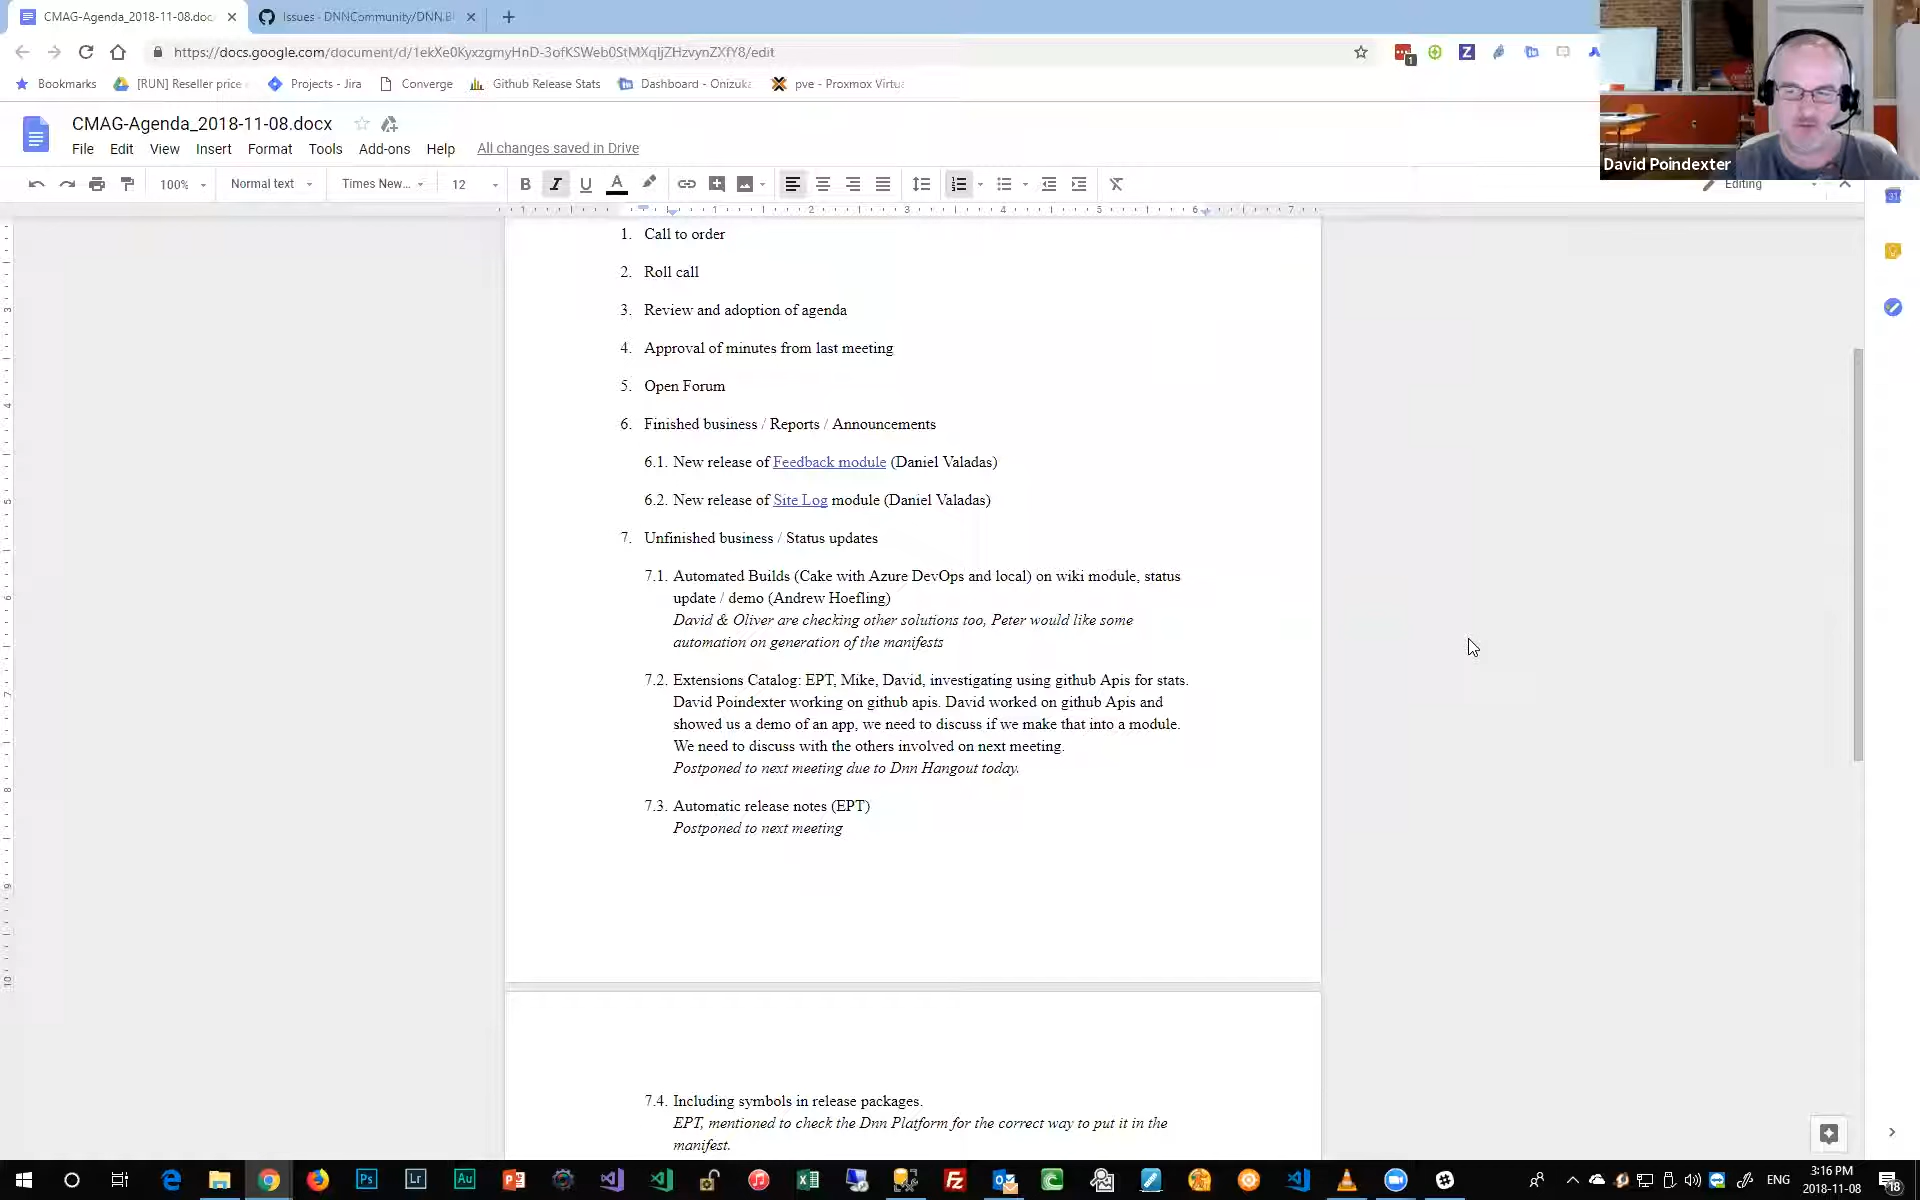 CMAG-Agenda_2018-11-08.doc
Issues - DNNCommunity/DNN.B
https://docs.google.com/document/d/1ekXe0KyxzgmyHnD-3ofKSWeb0StMXqIjZHzvynZXfY8/edit
1
Bookmarks
[RUN] Reseller price
Projects - Jira
Converge
Github Release Stats
Dashboard - Onizuka
pve - Proxmox Virtua
CMAG-Agenda_2018-11-08.docx
File Edit View Insert Format Tools Add-ons Help All changes saved in Drive
David Poindexter
100% Normal text Times New... 12 B I U A Editing
1 1 2 3 4 5 6 7
1. Call to order
2. Roll call
3. Review and adoption of agenda
4. Approval of minutes from last meeting
5. Open Forum
6. Finished business / Reports / Announcements
6.1. New release of Feedback module (Daniel Valadas)
6.2. New release of Site Log module (Daniel Valadas)
7. Unfinished business / Status updates
7.1. Automated Builds (Cake with Azure DevOps and local) on wiki module, status
update / demo (Andrew Hoefling)
David & Oliver are checking other solutions too, Peter would like some
automation on generation of the manifests
7.2. Extensions Catalog: EPT, Mike, David, investigating using github Apis for stats.
David Poindexter working on github apis. David worked on github Apis and
showed us a demo of an app, we need to discuss if we make that into a module.
We need to discuss with the others involved on next meeting.
Postponed to next meeting due to Dnn Hangout today.
7.3. Automatic release notes (EPT)
Postponed to next meeting
7.4. Including symbols in release packages.
EPT, mentioned to check the Dnn Platform for the correct way to put it in the
manifest.
ENG
3:16 PM
2018-11-08
18